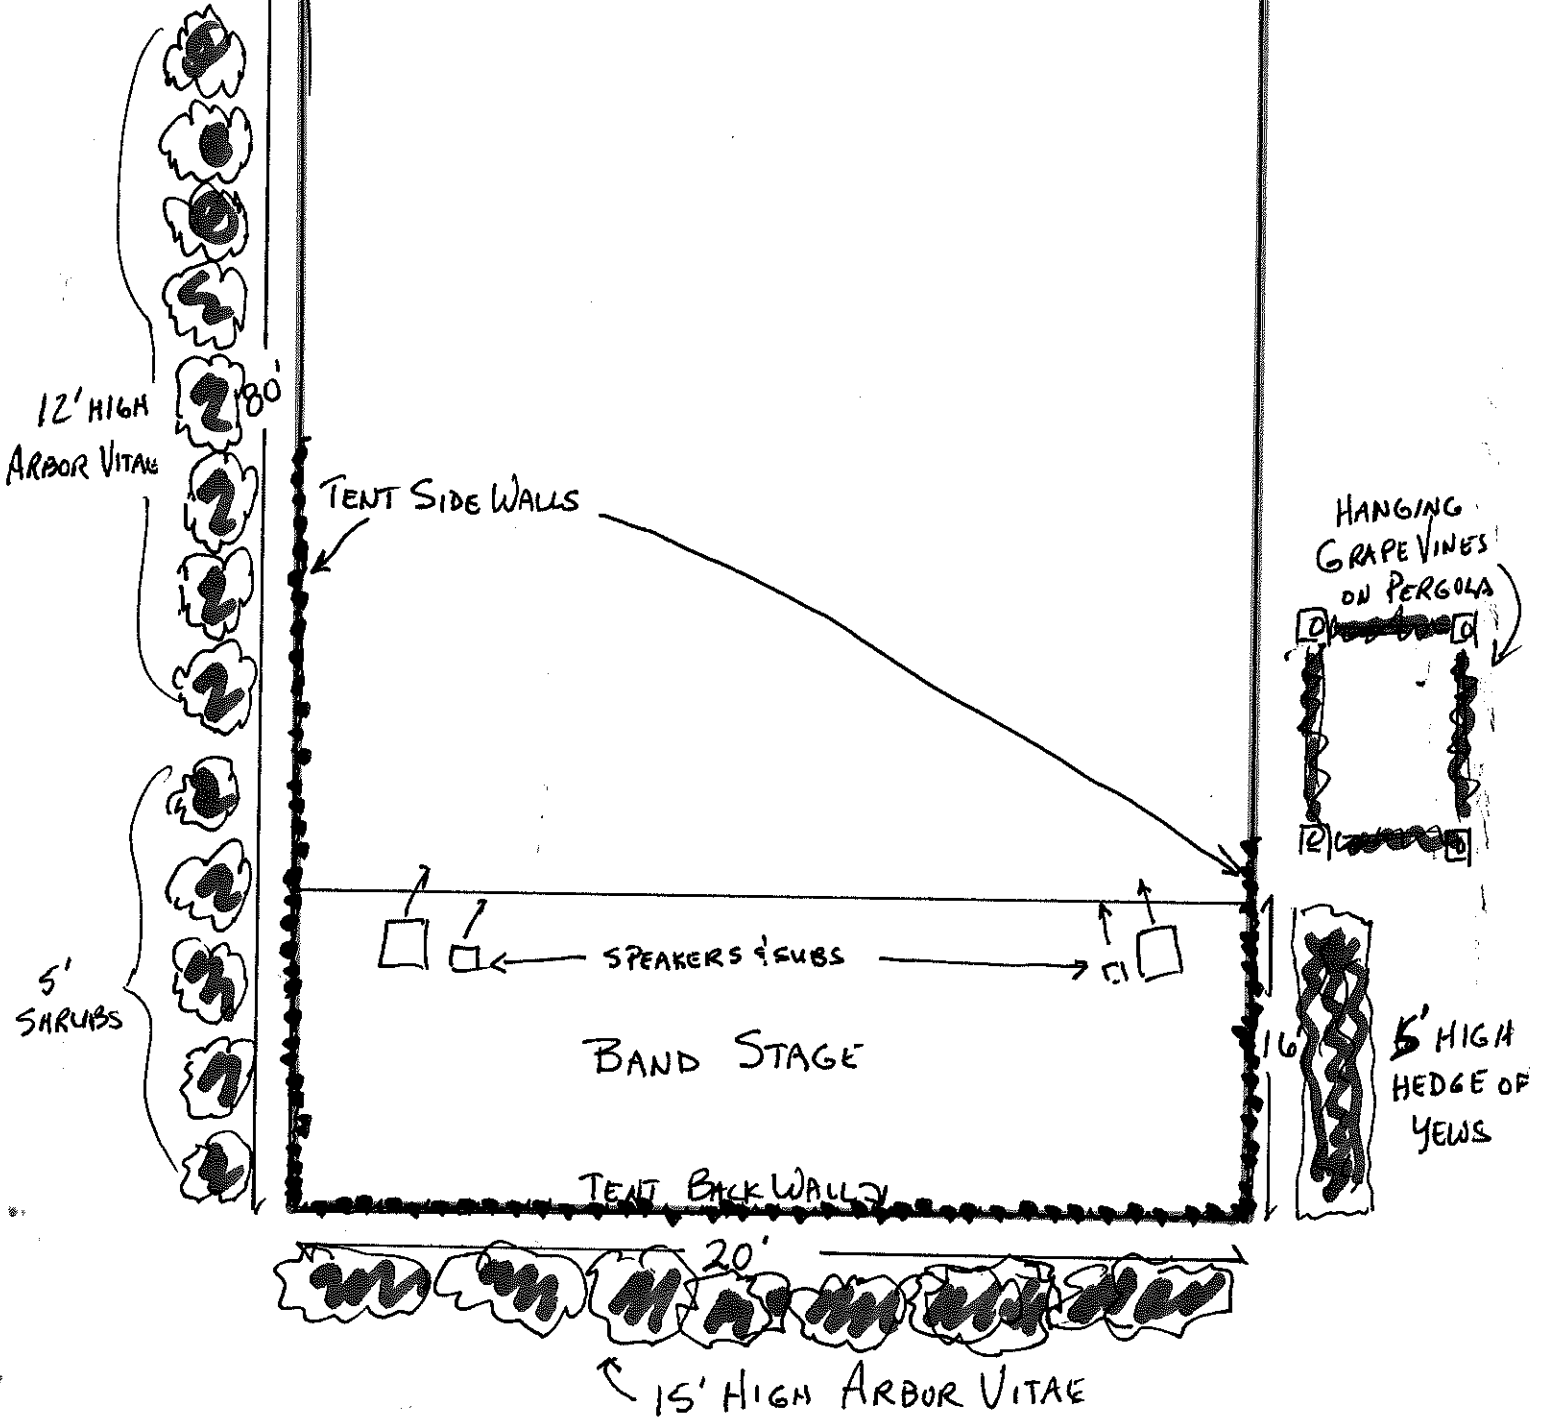 80'
12' HIGH
ARBOR VITAE
TENT SIDE WALLS
HANGING
GRAPE VINES
ON PERGOLA
SPEAKERS & SUBS
5'
SHRUBS
BAND STAGE
16'
5' HIGH
HEDGE OF
YEWS
TENT BACK WALL
20'
15' HIGH ARBOR VITAE